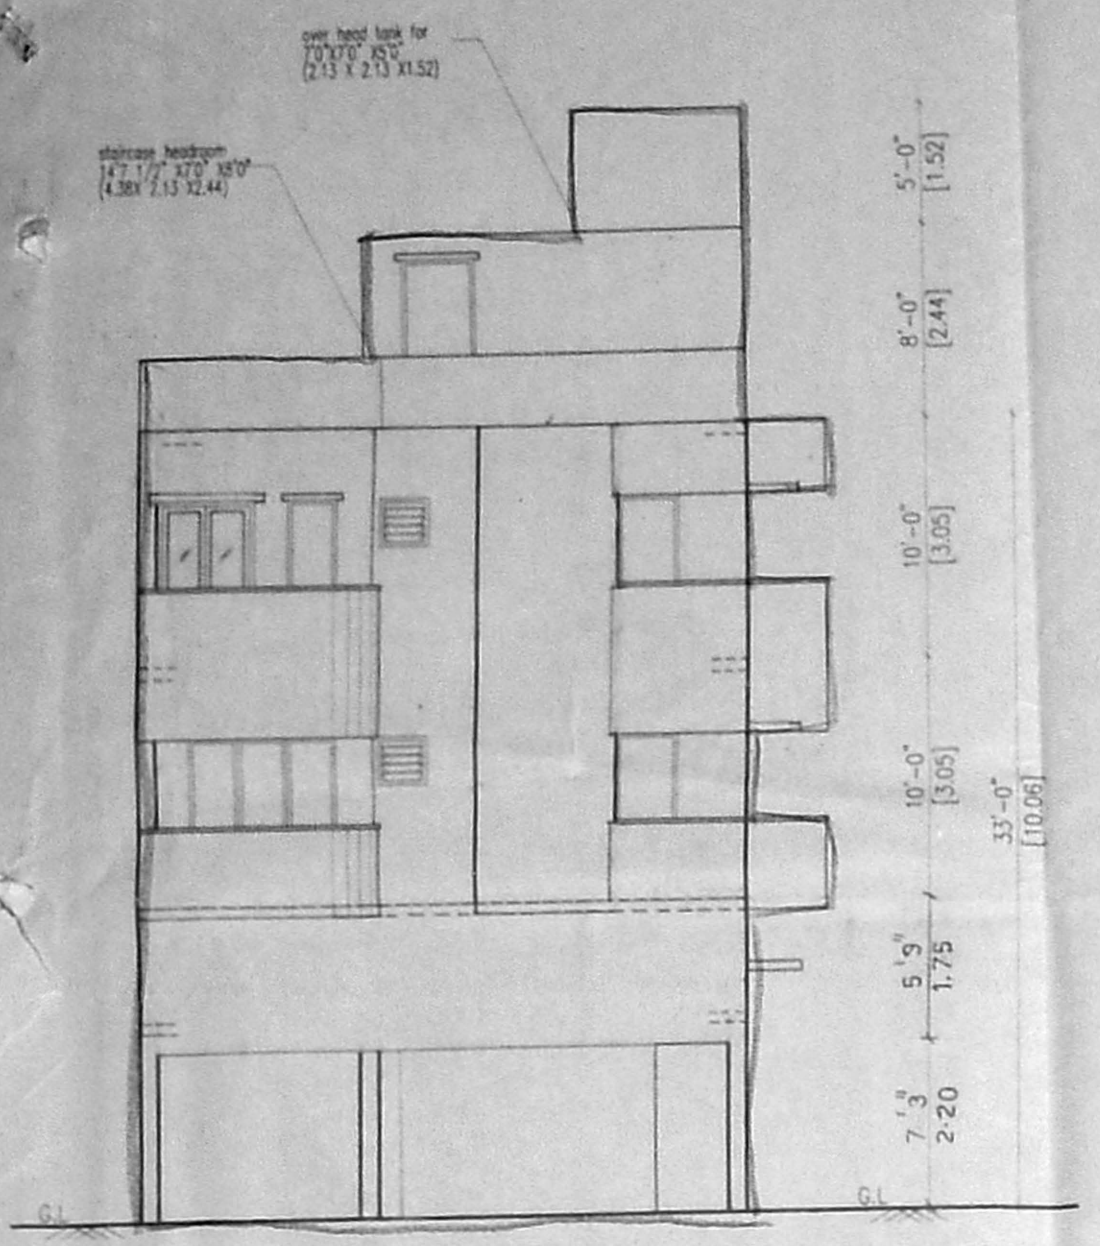 over head tank for
7'0"X7'0" X5'0"
(2.13 X 2.13 X1.52)
staircase headroom
14'7 1/2" X7'0" X8'0"
(4.38X 2.13 X2.44)
5'-0"
[1.52]
8'-0"
[2.44]
10'-0"
[3.05]
10'-0"
[3.05]
33'-0"
[10.06]
5'9"
1.75
7'3"
2.20
G.L
G.L